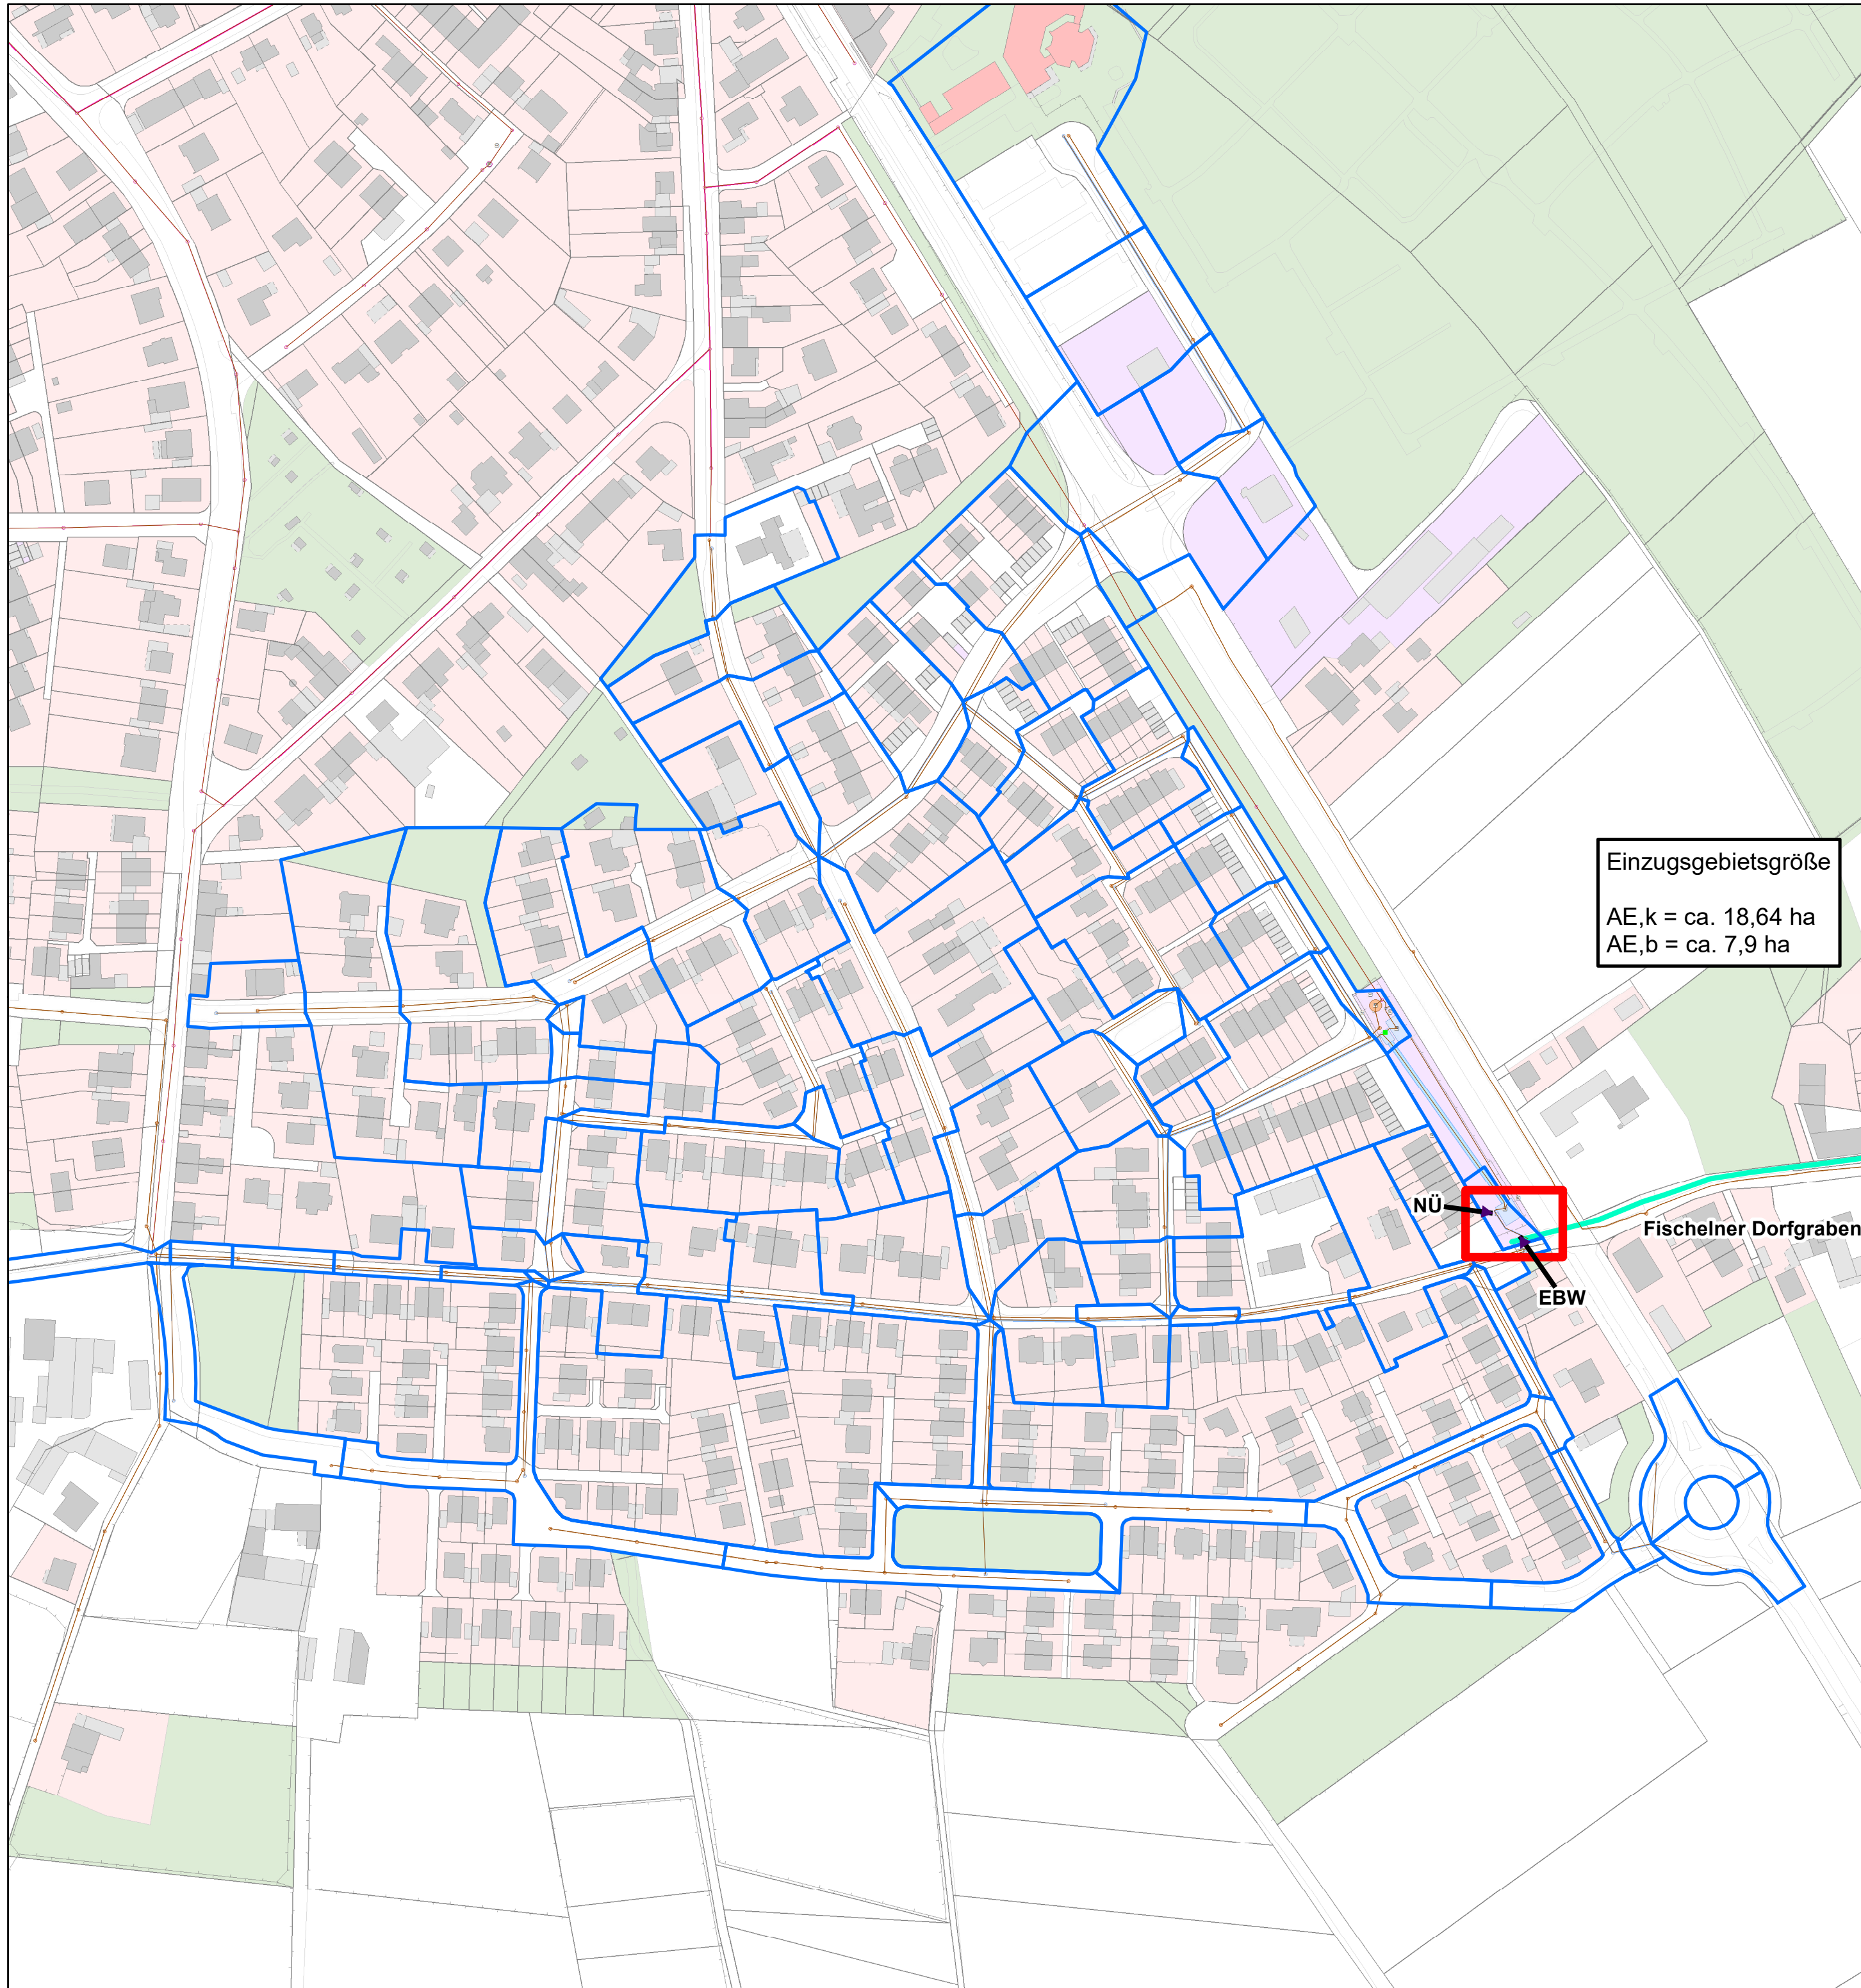 Einzugsgebietsgröße
AE,k = ca. 18,64 ha
AE,b = ca. 7,9 ha
NÜ
Fischelner Dorfgraben
EBW